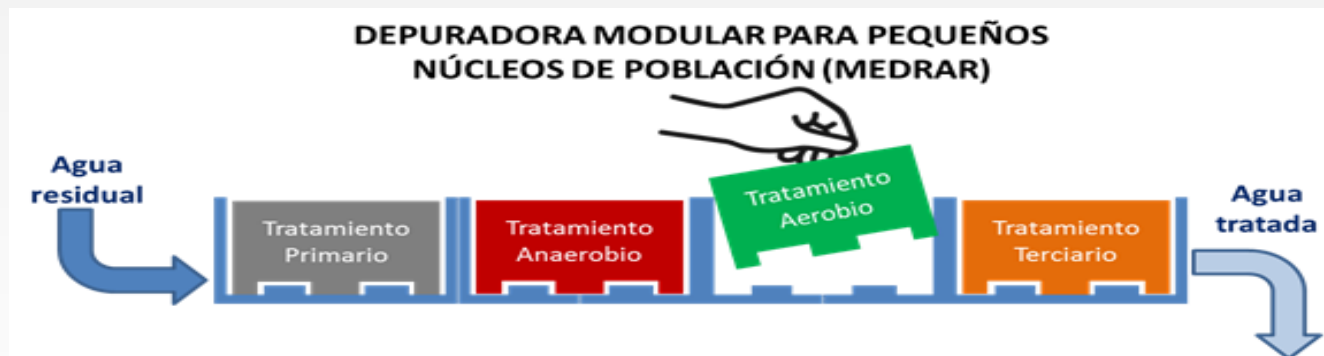 DEPURADORA MODULAR PARA PEQUEÑOS
NÚCLEOS DE POBLACIÓN (MEDRAR)
Agua
residual
Tratamiento
Primario
Tratamiento
Anaerobio
Tratamiento
Aerobio
Tratamiento
Terciario
Agua
tratada